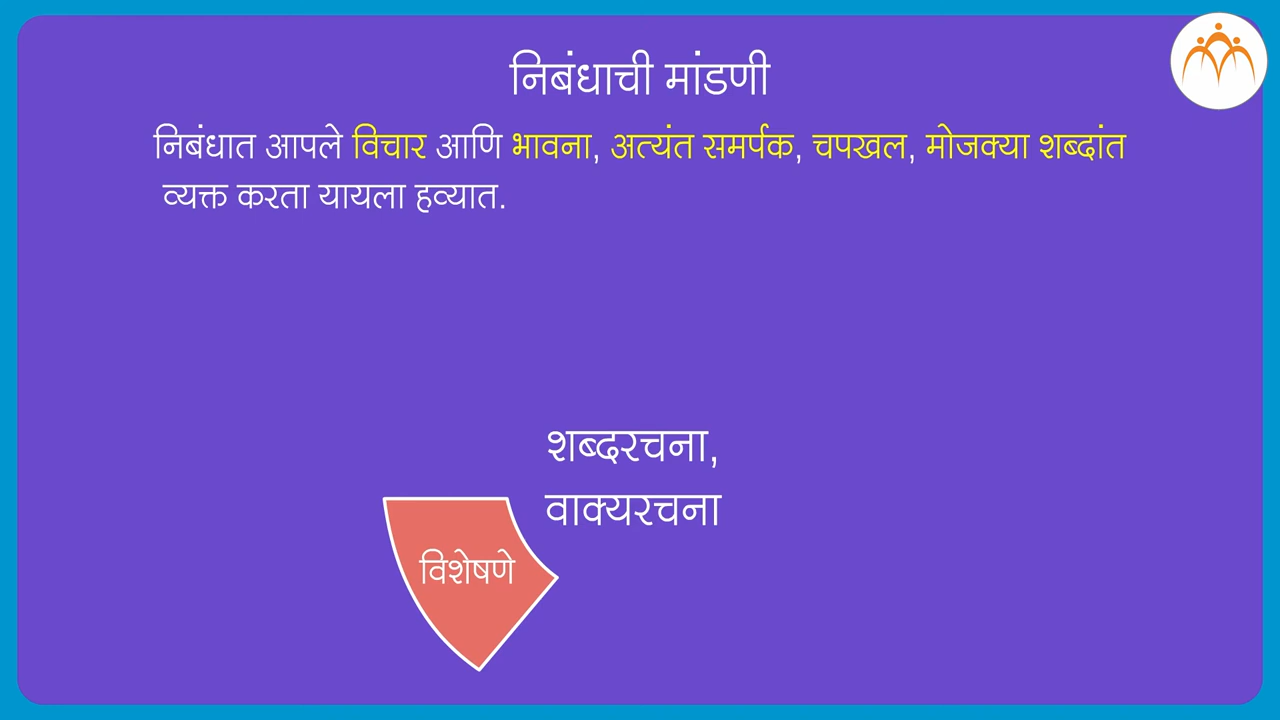 निबंधाची मांडणी
निबंधात आपले विचार आणि भावना, अत्यंत समर्पक, चपखल, मोजक्या शब्दांत
व्यक्त करता यायला हव्यात.
शब्दरचना,
वाक्यरचना
विशेषणे